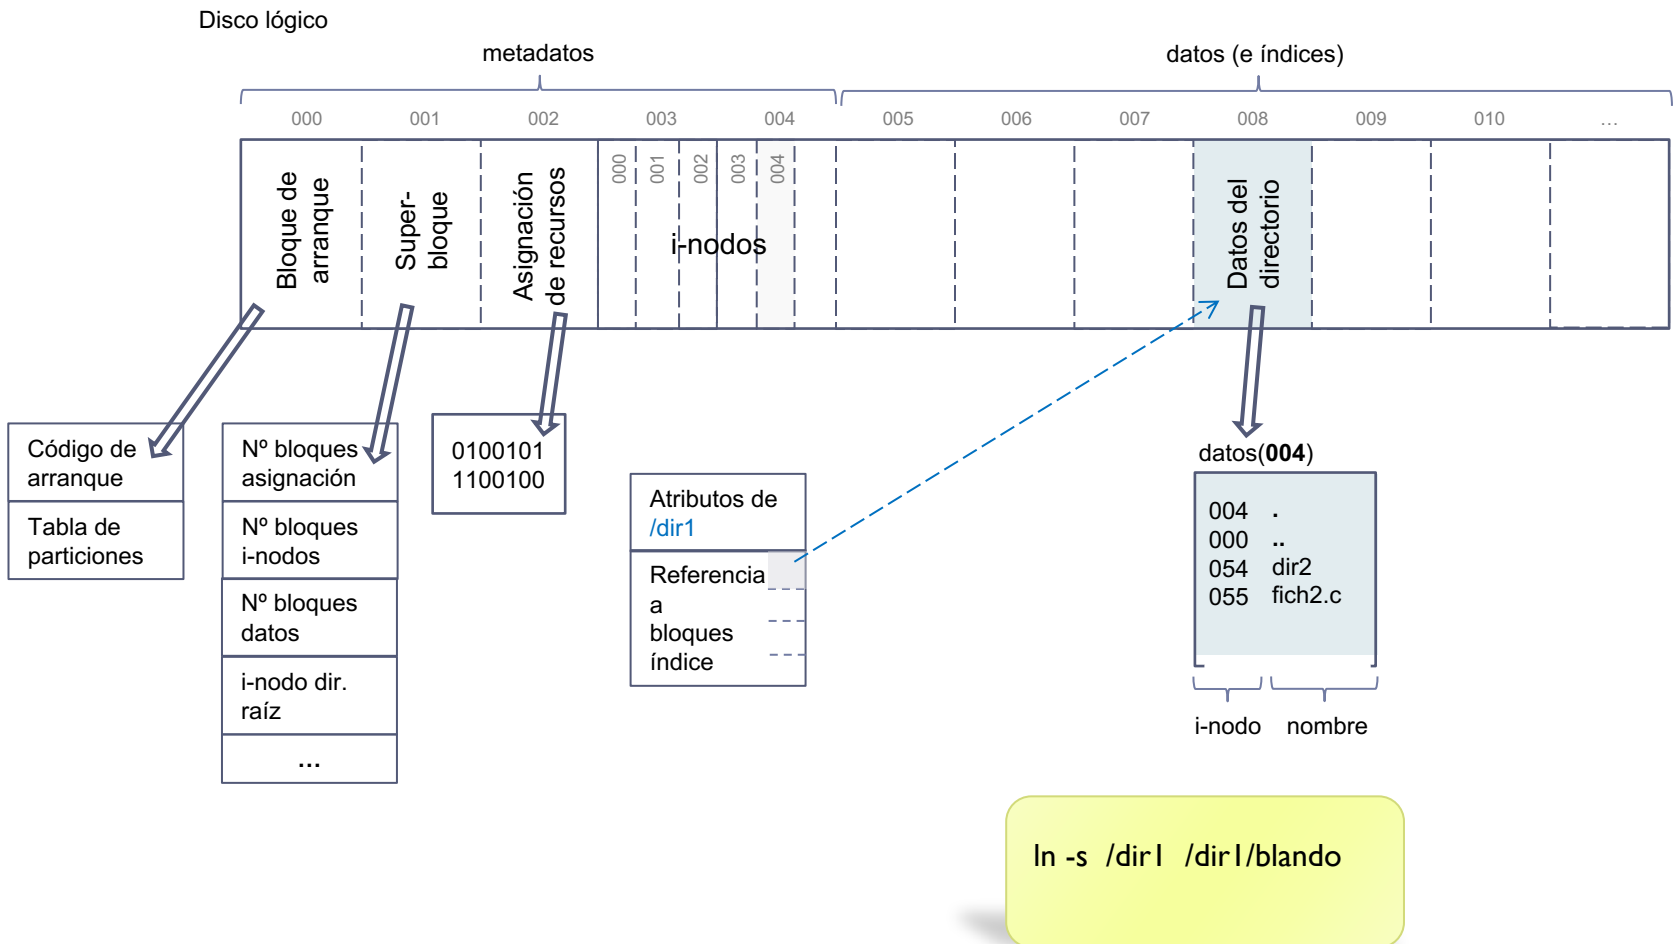 Disco lógico
metadatos
datos (e índices)
000 001 002 003 004 005 006 007 008 009 010 ...
Bloque de
arranque
Super-
bloque
Asignación
de recursos
000
001
002
003
004
i-nodos
Datos del
directorio
Código de
arranque
Tabla de
particiones
Nº bloques
asignación
Nº bloques
i-nodos
Nº bloques
datos
i-nodo dir.
raíz
...
0100101
1100100
Atributos de
/dir1
Referencia
a
bloques
índice
datos(004)
004 .
000 ..
054 dir2
055 fich2.c
i-nodo nombre
ln -s /dir1 /dir1/blando